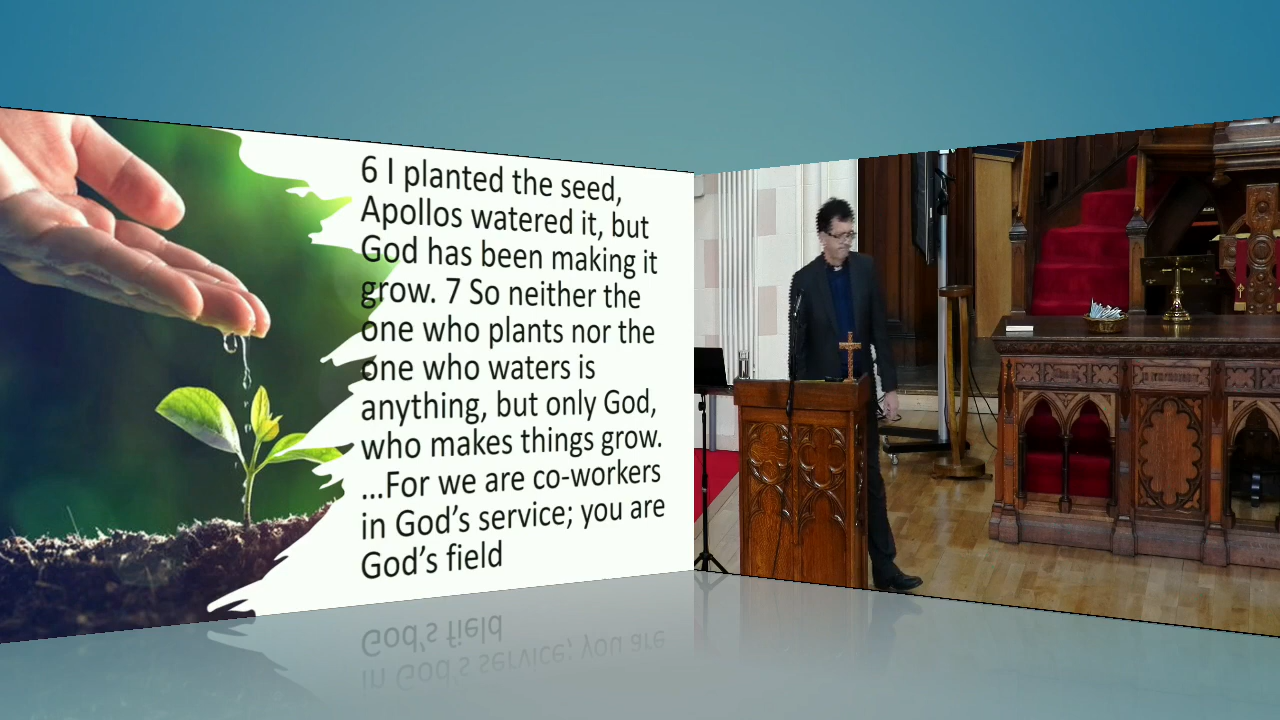 6 I planted the seed,
Apollos watered it, but
God has been making it
grow. 7 So neither the
one who plants nor the
one who waters is
anything, but only God,
who makes things grow.
...For we are co-workers
in God's service; you are
God's field